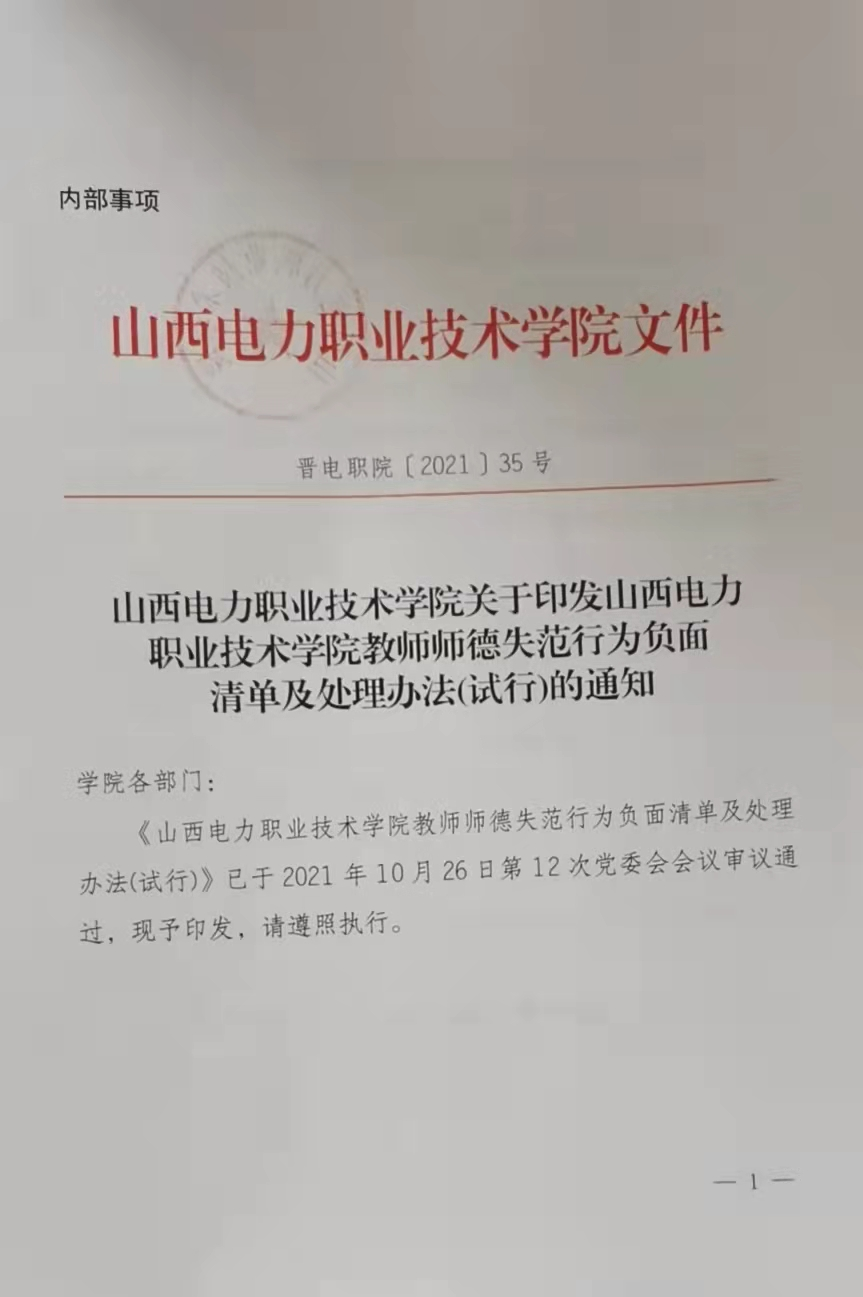 内部事项
山西电力职业技术学院文件
晋电职院〔2021〕35号
山西电力职业技术学院关于印发山西电力
职业技术学院教师师德失范行为负面
清单及处理办法(试行)的通知
学院各部门：
《山西电力职业技术学院教师师德失范行为负面清单及处理
办法(试行)》已于2021年10月26日第12次党委会会议审议通
过，现予印发，请遵照执行。
— 1 —